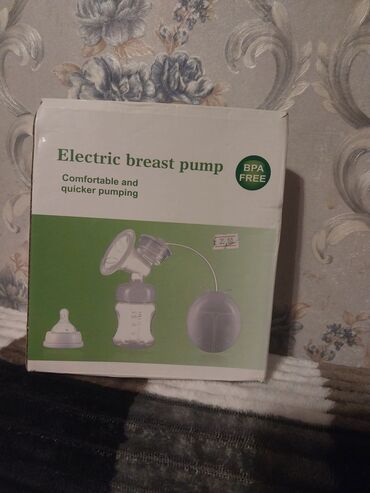 Electric breast pump
BPA
FREE
Comfortable and
quicker pumping